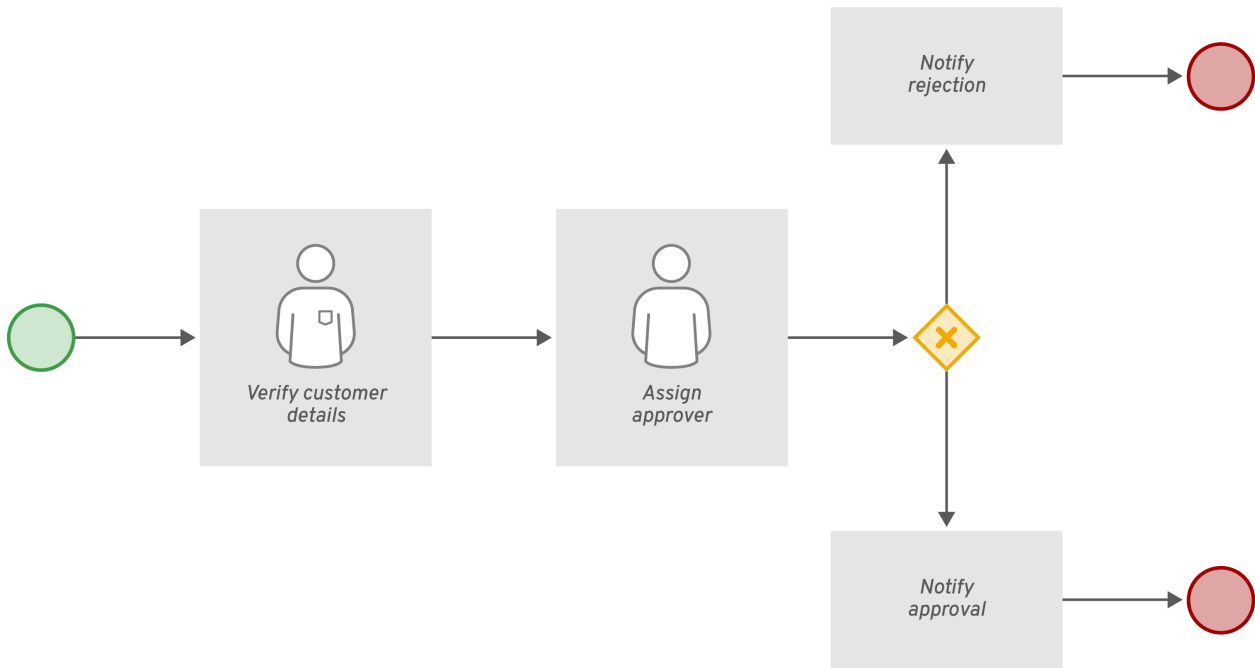 Notify
rejection
Verify customer
details
Assign
approver
Notify
approval